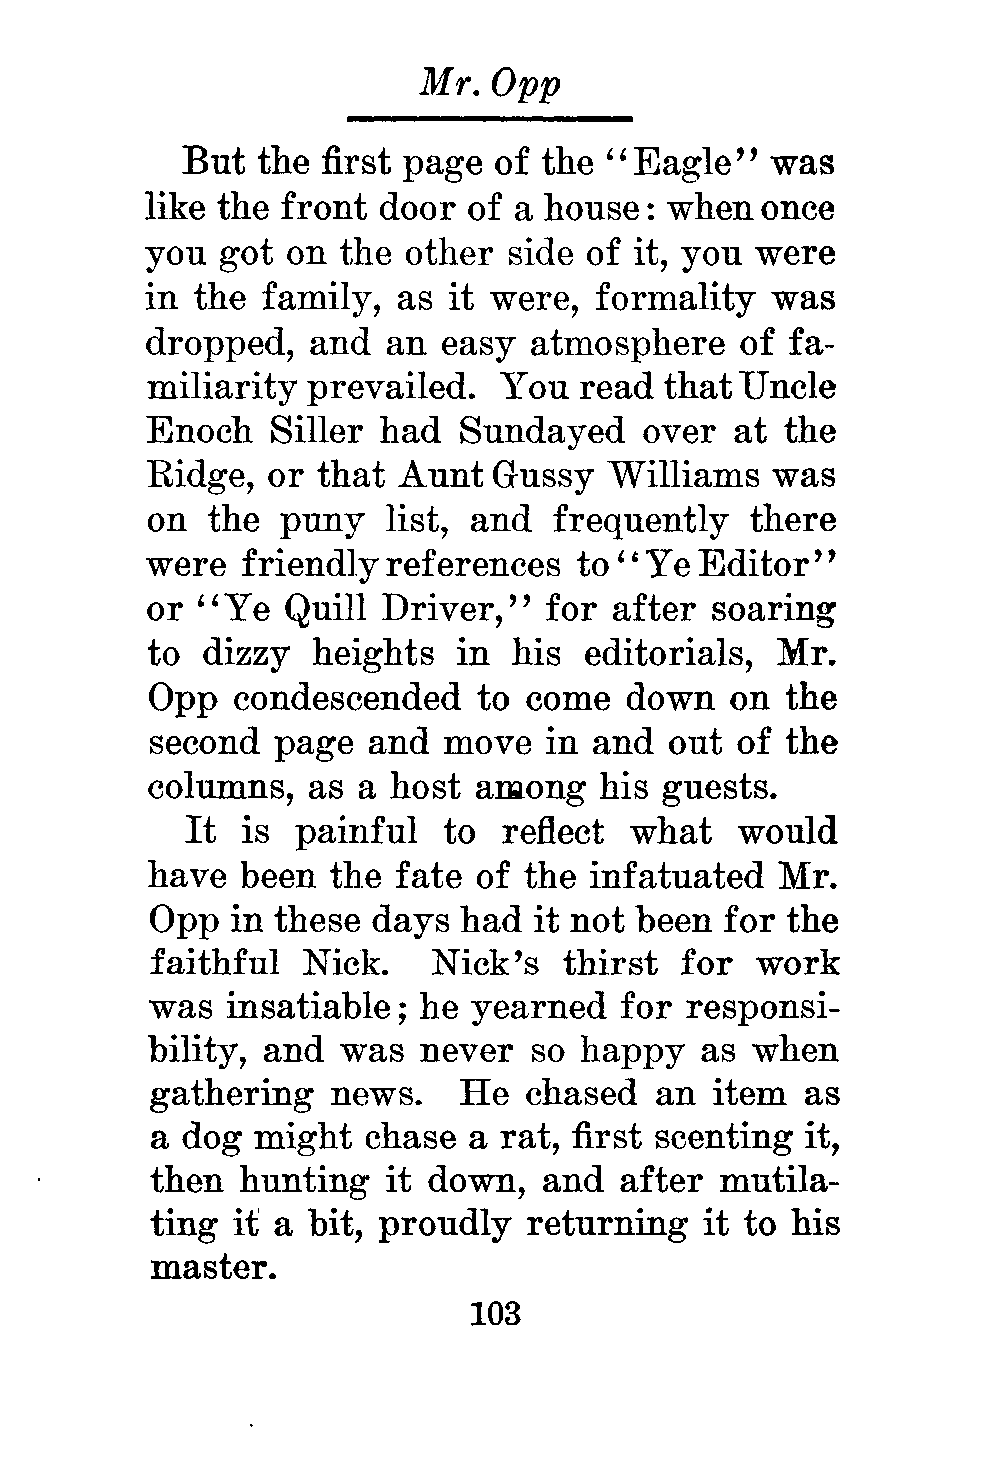 Mr. Opp
But the first page of the "Eagle" was
like the front door of a house: when once
you got on the other side of it, you were
in the family, as it were, formality was
dropped, and an easy atmosphere of fa-
miliarity prevailed. You read that Uncle
Enoch Siller had Sundayed over at the
Ridge, or that Aunt Gussy Williams was
on the puny list, and frequently there
were friendly references to "Ye Editor"
or "Ye Quill Driver," for after soaring
to dizzy heights in his editorials, Mr.
Opp condescended to come down on the
second page and move in and out of the
columns, as a host among his guests.
It is painful to reflect what would
have been the fate of the infatuated Mr.
Opp in these days had it not been for the
faithful Nick. Nick's thirst for work
was insatiable; he yearned for responsi-
bility, and was never so happy as when
gathering news. He chased an item as
a dog might chase a rat, first scenting it,
then hunting it down, and after mutila-
ting it a bit, proudly returning it to his
master.
103